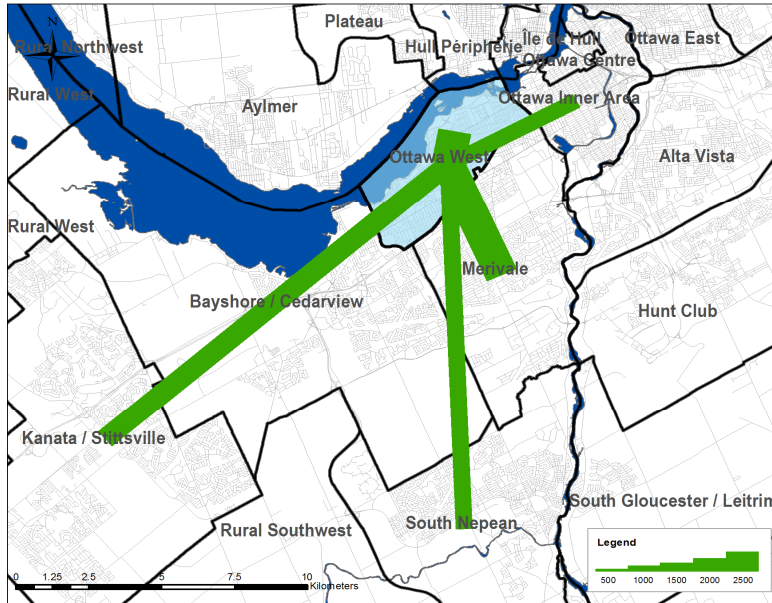 Plateau
Rural Northwest
N
Hull Périphérie
Île de Hull
Ottawa East
Ottawa Centre
Rural West
Aylmer
Ottawa Inner Area
Ottawa West
Alta Vista
Rural West
Merivale
Bayshore / Cedarview
Hunt Club
Kanata / Stittsville
South Gloucester / Leitrim
Rural Southwest
South Nepean
Legend
500 1000 1500 2000 2500
0 1.25 2.5 5 7.5 10
Kilometers